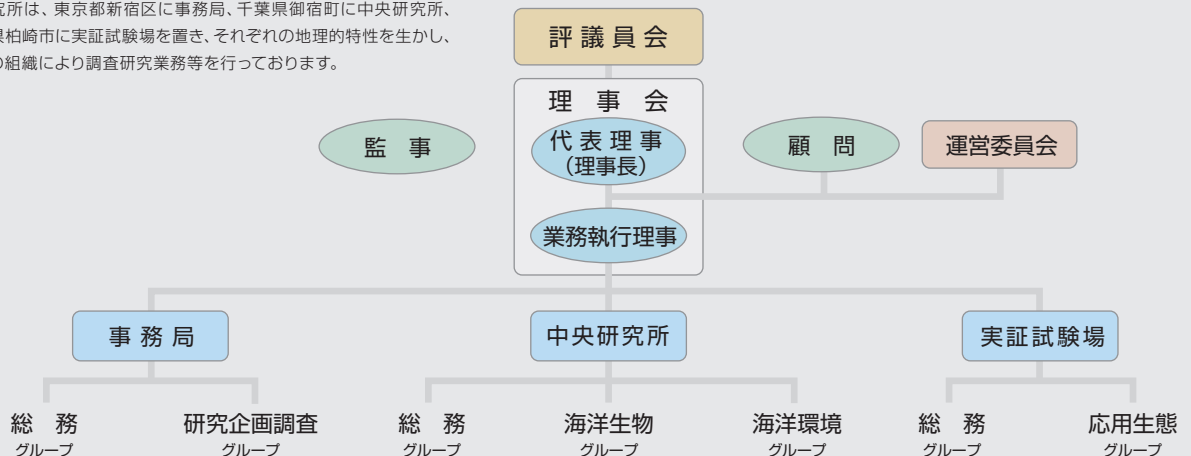 究所は、東京都新宿区に事務局、千葉県御宿町に中央研究所、
県柏崎市に実証試験場を置き、それぞれの地理的特性を生かし、
の組織により調査研究業務等を行っております。
評議員会
理事会
監事
代表理事
（理事長）
顧問
運営委員会
業務執行理事
事務局
中央研究所
実証試験場
総務
グループ
研究企画調査
グループ
総務
グループ
海洋生物
グループ
海洋環境
グループ
総務
グループ
応用生態
グループ